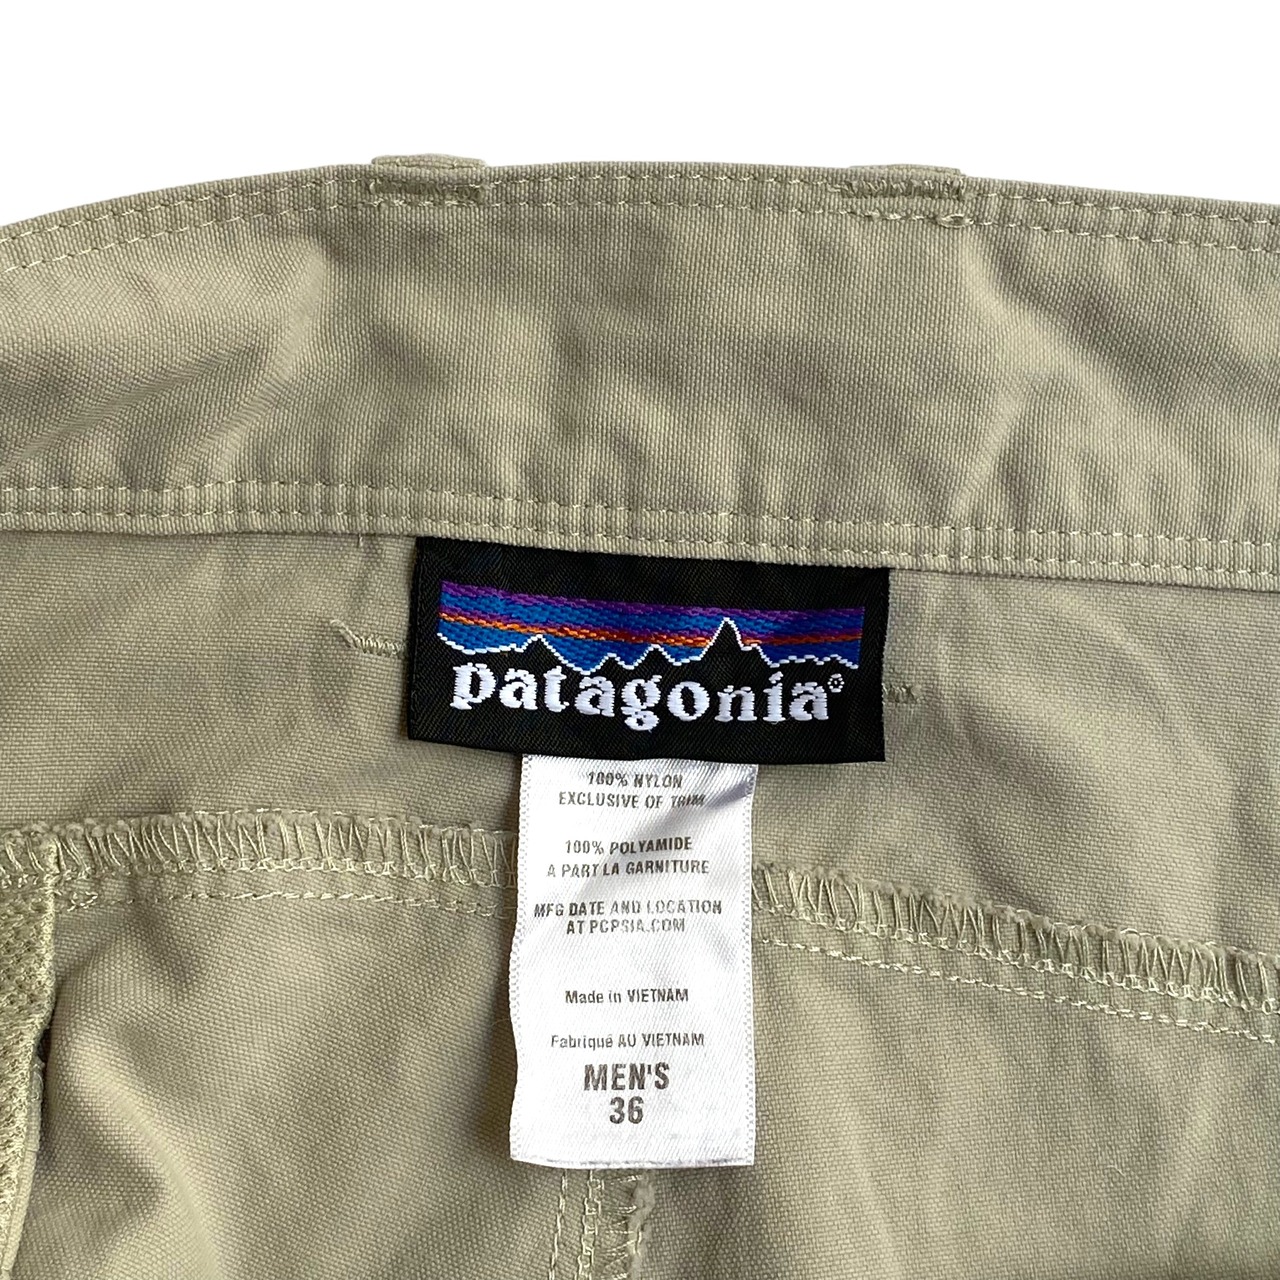 patagonia®
100% NYLON
EXCLUSIVE OF TRIM
100% POLYAMIDE
A PART LA GARNITURE
MFG DATE AND LOCATION
AT PCPSIA.COM
Made in VIETNAM
Fabriqué AU VIETNAM
MEN'S
36